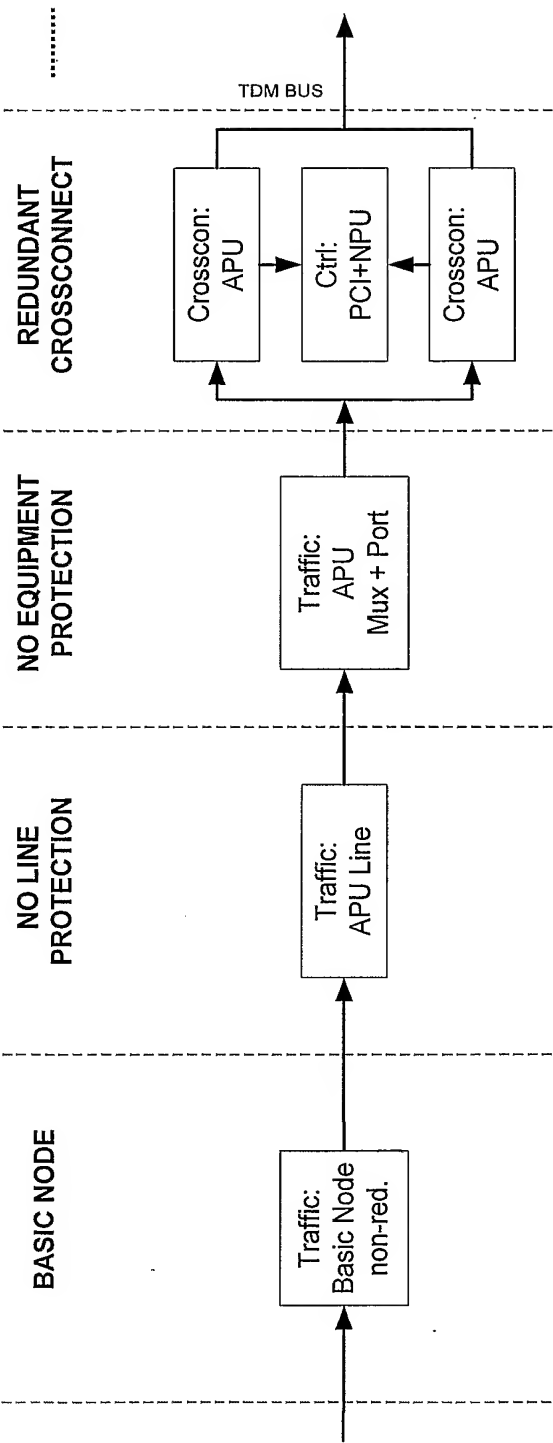 BASIC NODE
NO LINE
PROTECTION
NO EQUIPMENT
PROTECTION
REDUNDANT
CROSSCONNECT
Traffic:
Basic Node
non-red.
Traffic:
APU Line
Traffic:
APU
Mux + Port
Crosscon:
APU
Ctrl:
PCI+NPU
Crosscon:
APU
TDM BUS